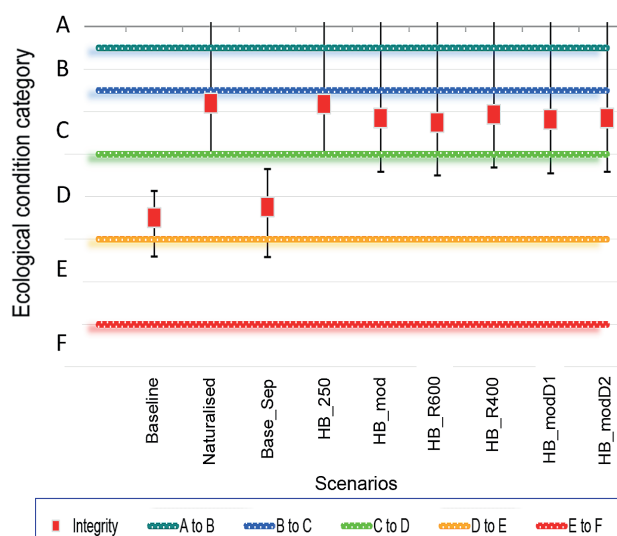 A
B
C
D
E
F
Ecological condition category
Baseline
Naturalised
Base_Sep
HB_250
HB_mod
HB_R600
HB_R400
HB_modD1
HB_modD2
Scenarios
Integrity A to B B to C C to D D to E E to F